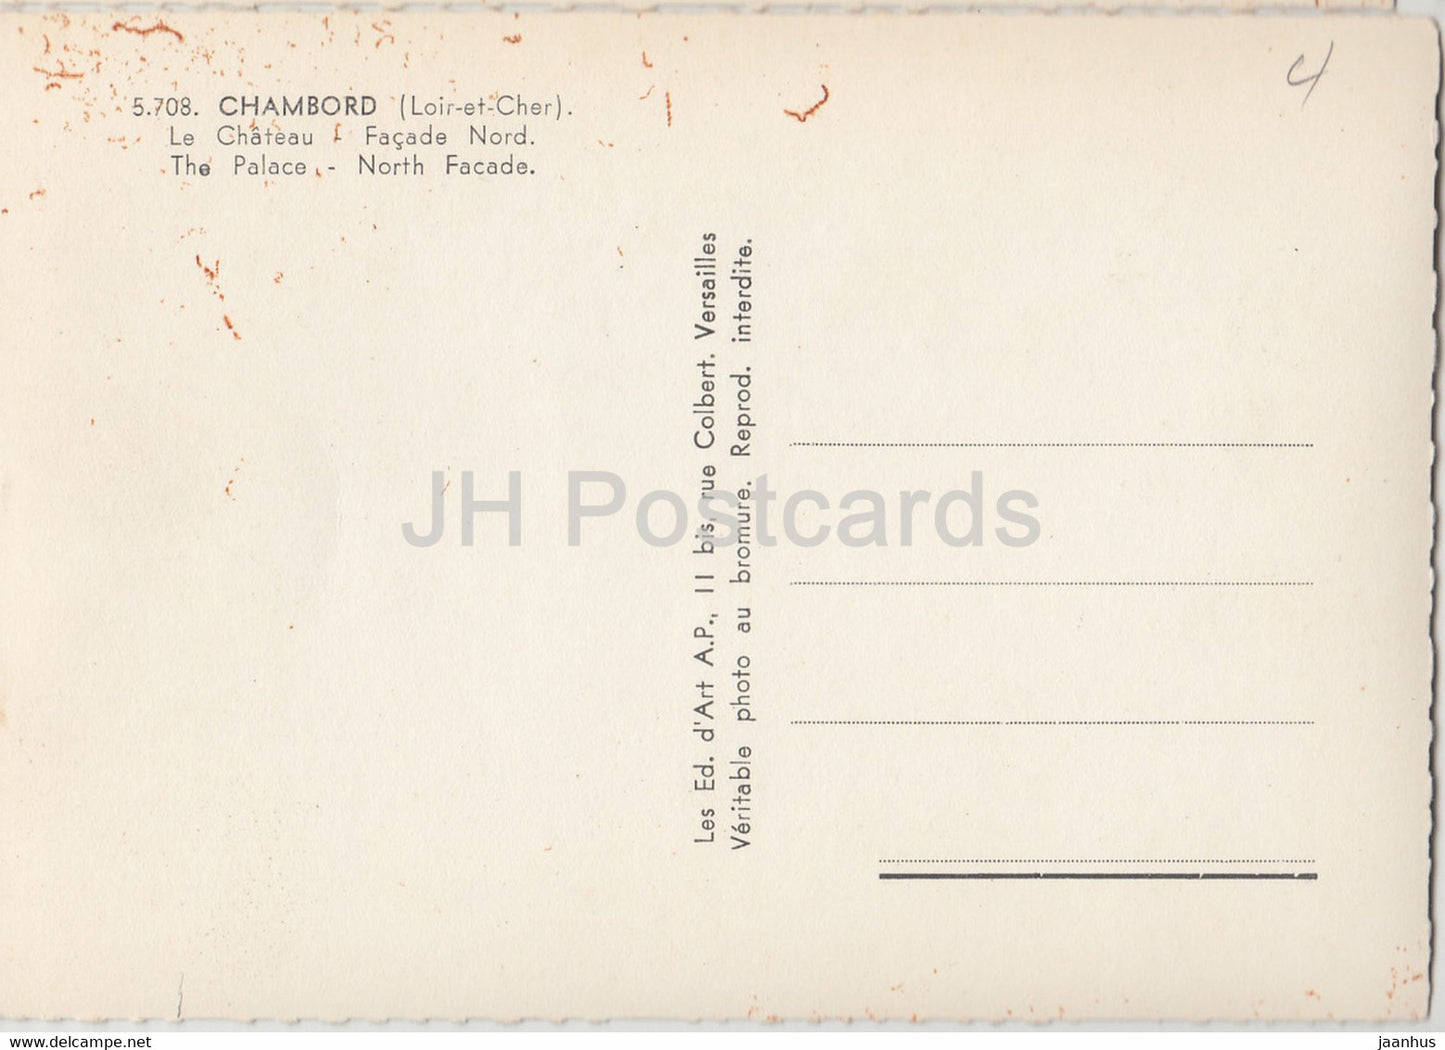 4
5.708. CHAMBORD (Loir-et-Cher).
Le Château - Façade Nord.
The Palace - North Facade.
Les Ed. d'Art A.P., 11 bis, rue Colbert. Versailles
Véritable photo au bromure. Reprod. interdite.
JH Postcards
www.delcampe.net
jaanhus